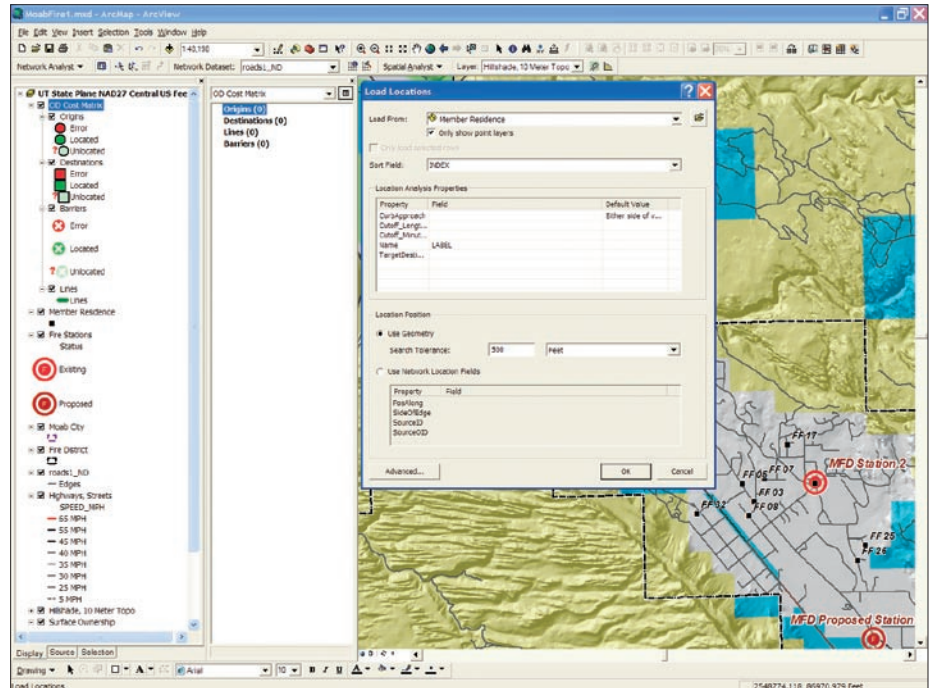 MoabFire1.mxd - ArcMap - ArcView
File Edit View Insert Selection Tools Window Help
1:40,130
Network Analyst
Network Dataset: roads1_ND
Spatial Analyst
Layer: Hillshade, 10 Meter Topo
UT State Plane NAD27 Central US Fee
OD Cost Matrix
Origins
Error
Located
? Unlocated
Destinations
Error
Located
? Unlocated
Barriers
Error
Located
? Unlocated
Lines
Lines
Member Residence
Fire Stations
Status
Existing
Proposed
Moab City
Fire District
roads1_ND
Edges
Highways, Streets
SPEED_MPH
65 MPH
55 MPH
45 MPH
40 MPH
35 MPH
30 MPH
25 MPH
5 MPH
Hillshade, 10 Meter Topo
Surface Ownership
Display Source Selection
OD Cost Matrix
Origins (0)
Destinations (0)
Lines (0)
Barriers (0)
Load Locations
Load From: Member Residence
Only show point layers
Only load selected rows
Sort Field: INDEX
Location Analysis Properties
Property Field Default Value
CurbApproach Either side of v...
Cutoff_Lengt...
Cutoff_Minut...
Name LABEL
TargetDesti...
Location Position
Use Geometry
Search Tolerance: 500 Feet
Use Network Location Fields
Property Field
PosAlong
SideOfEdge
SourceID
SourceOID
Advanced... OK Cancel
FF 17
MFD Station 2
FF 06 FF 07
FF 03
FF 08
FF 02
FF 25
FF 26
MFD Proposed Station
Drawing
Arial
10
B I U A
Load Locations
2548774.118 86970.979 Feet